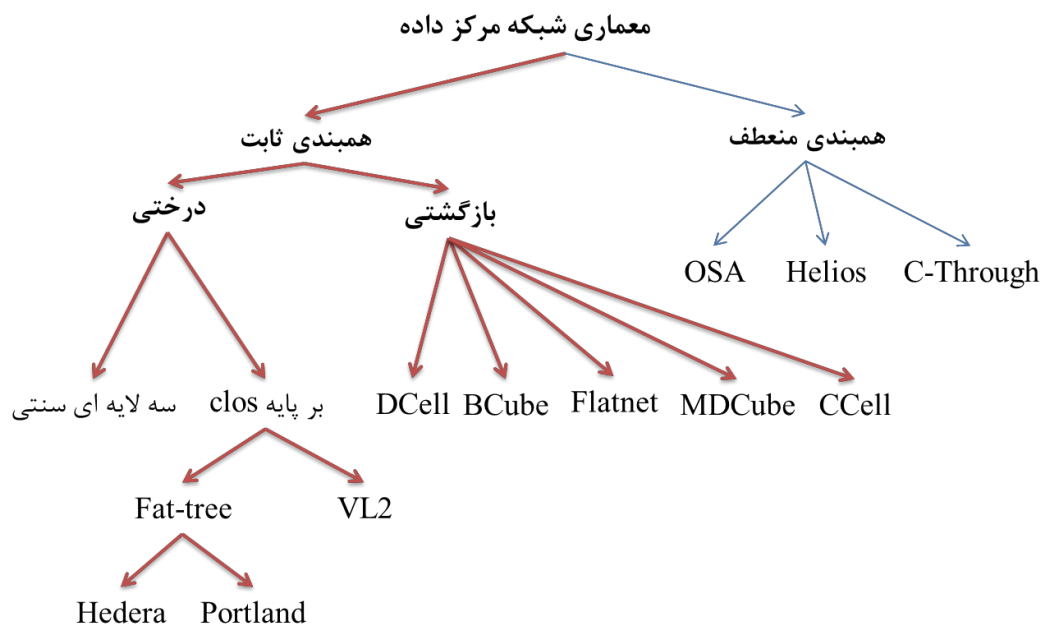 معماری شبکه مرکز داده
همبندی ثابت
همبندی منعطف
درختی
بازگشتی
OSA
Helios
C-Through
سه لایه ای سنتی
بر پایه clos
DCell
BCube
Flatnet
MDCube
CCell
Fat-tree
VL2
Hedera
Portland